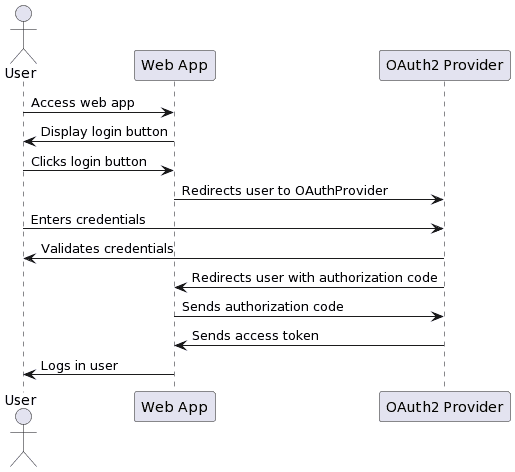 User
Web App
OAuth2 Provider
Access web app
Display login button
Clicks login button
Redirects user to OAuthProvider
Enters credentials
Validates credentials
Redirects user with authorization code
Sends authorization code
Sends access token
Logs in user
User
Web App
OAuth2 Provider